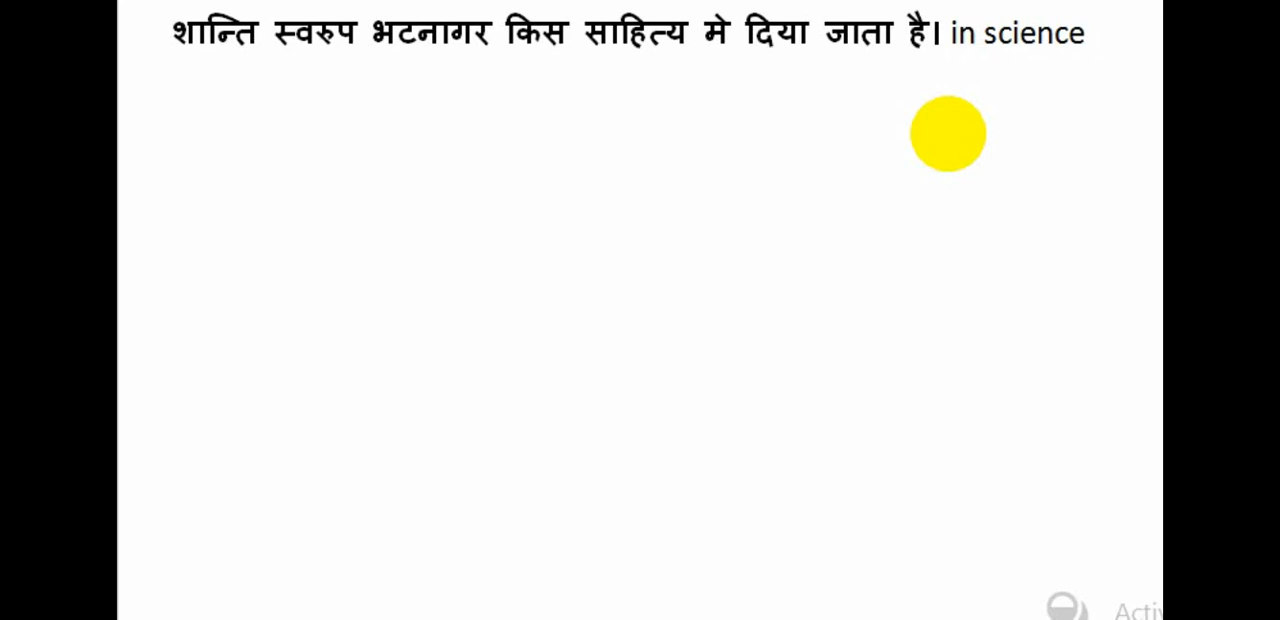 शान्ति स्वरुप भटनागर किस साहित्य मे दिया जाता है। in science